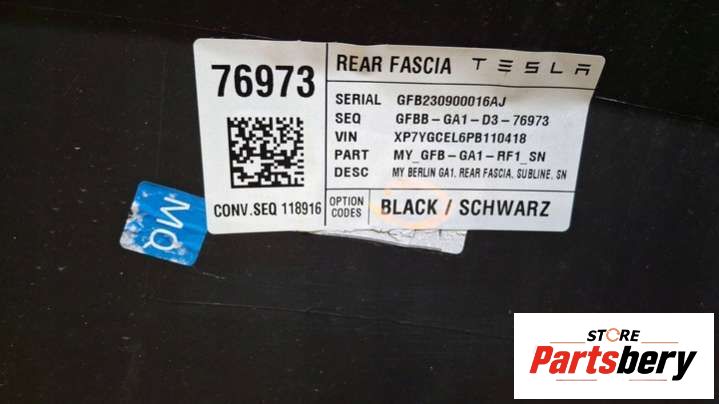 76973
CONV.SEQ 118916
REAR FASCIA TESLA
SERIAL GFB230900016AJ
SEQ GFBB-GA1-D3-76973
VIN XP7YGCEL6PB110418
PART MY_GFB-GA1-RF1_SN
DESC MY BERLIN GA1, REAR FASCIA, SUBLINE, SN
OPTION CODES BLACK / SCHWARZ
MQ
STORE
Partsbery